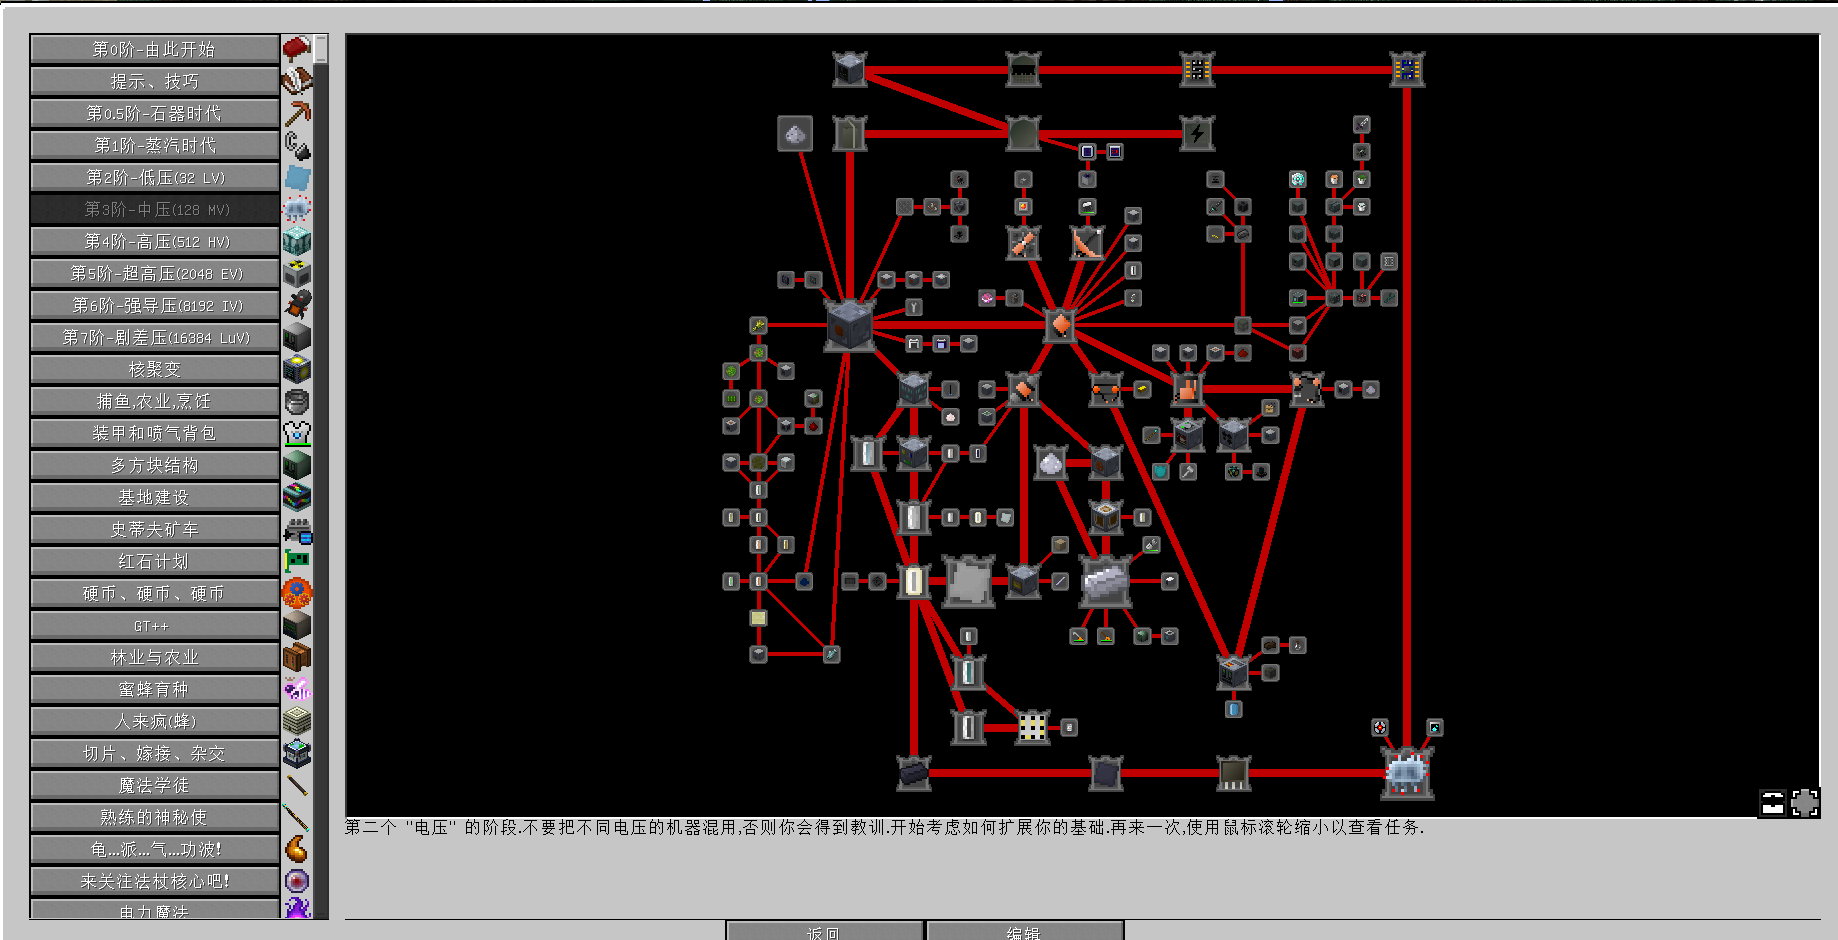 第0阶-由此开始
提示、技巧
第0.5阶-石器时代
第1阶-蒸汽时代
第2阶-低压(32 LV)
第3阶-中压(128 MV)
第4阶-高压(512 HV)
第5阶-超高压(2048 EV)
第6阶-强导压(8192 IV)
第7阶-剧差压(16384 LuV)
核聚变
捕鱼,农业,烹饪
装甲和喷气背包
多方块结构
基地建设
史蒂夫矿车
红石计划
硬币、硬币、硬币
GT++
林业与农业
蜜蜂育种
人来疯(蜂)
切片、嫁接、杂交
魔法学徒
熟练的神秘使
龟...派...气...功波!
来关注法杖核心吧!
电力魔法
第二个 "电压" 的阶段.不要把不同电压的机器混用,否则你会得到教训.开始考虑如何扩展你的基础.再来一次,使用鼠标滚轮缩小以查看任务.
返回
编辑